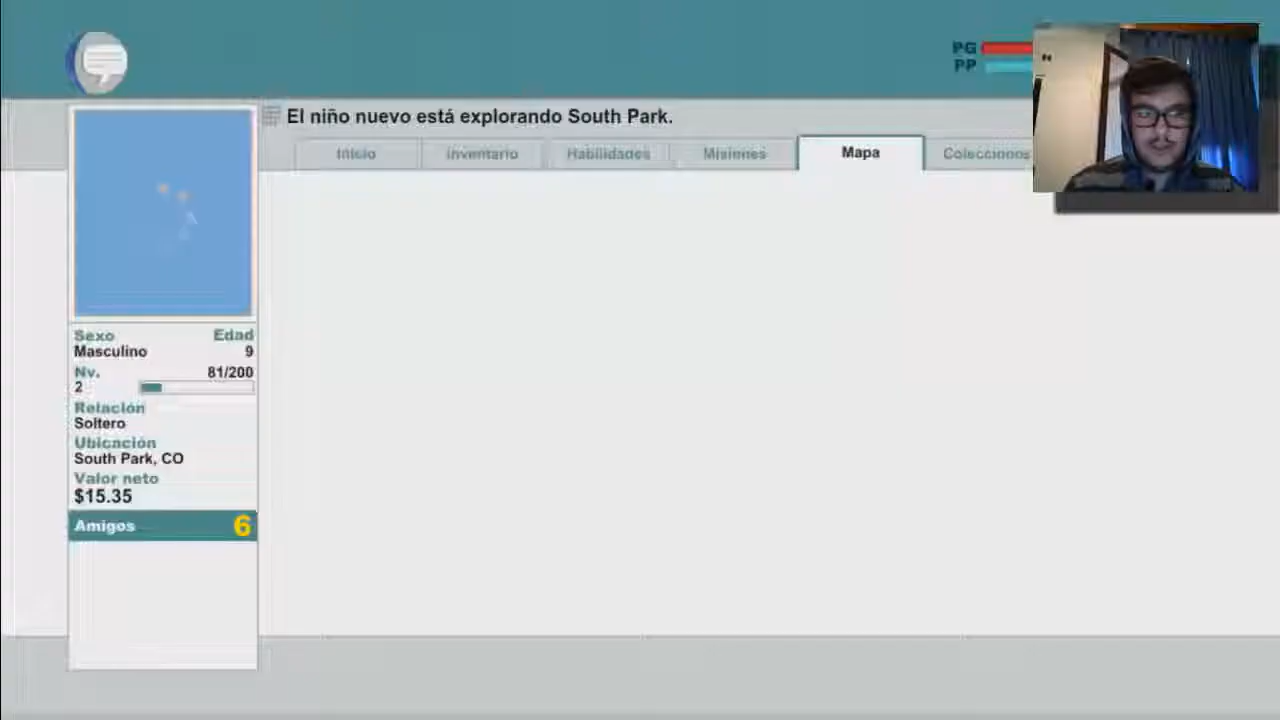 PG
PP
El niño nuevo está explorando South Park.
Inicio
Inventario
Habilidades
Misiones
Mapa
Colecciones
Sexo Edad
Masculino 9
Nv. 81/200
2
Relación
Soltero
Ubicación
South Park, CO
Valor neto
$15.35
Amigos 6